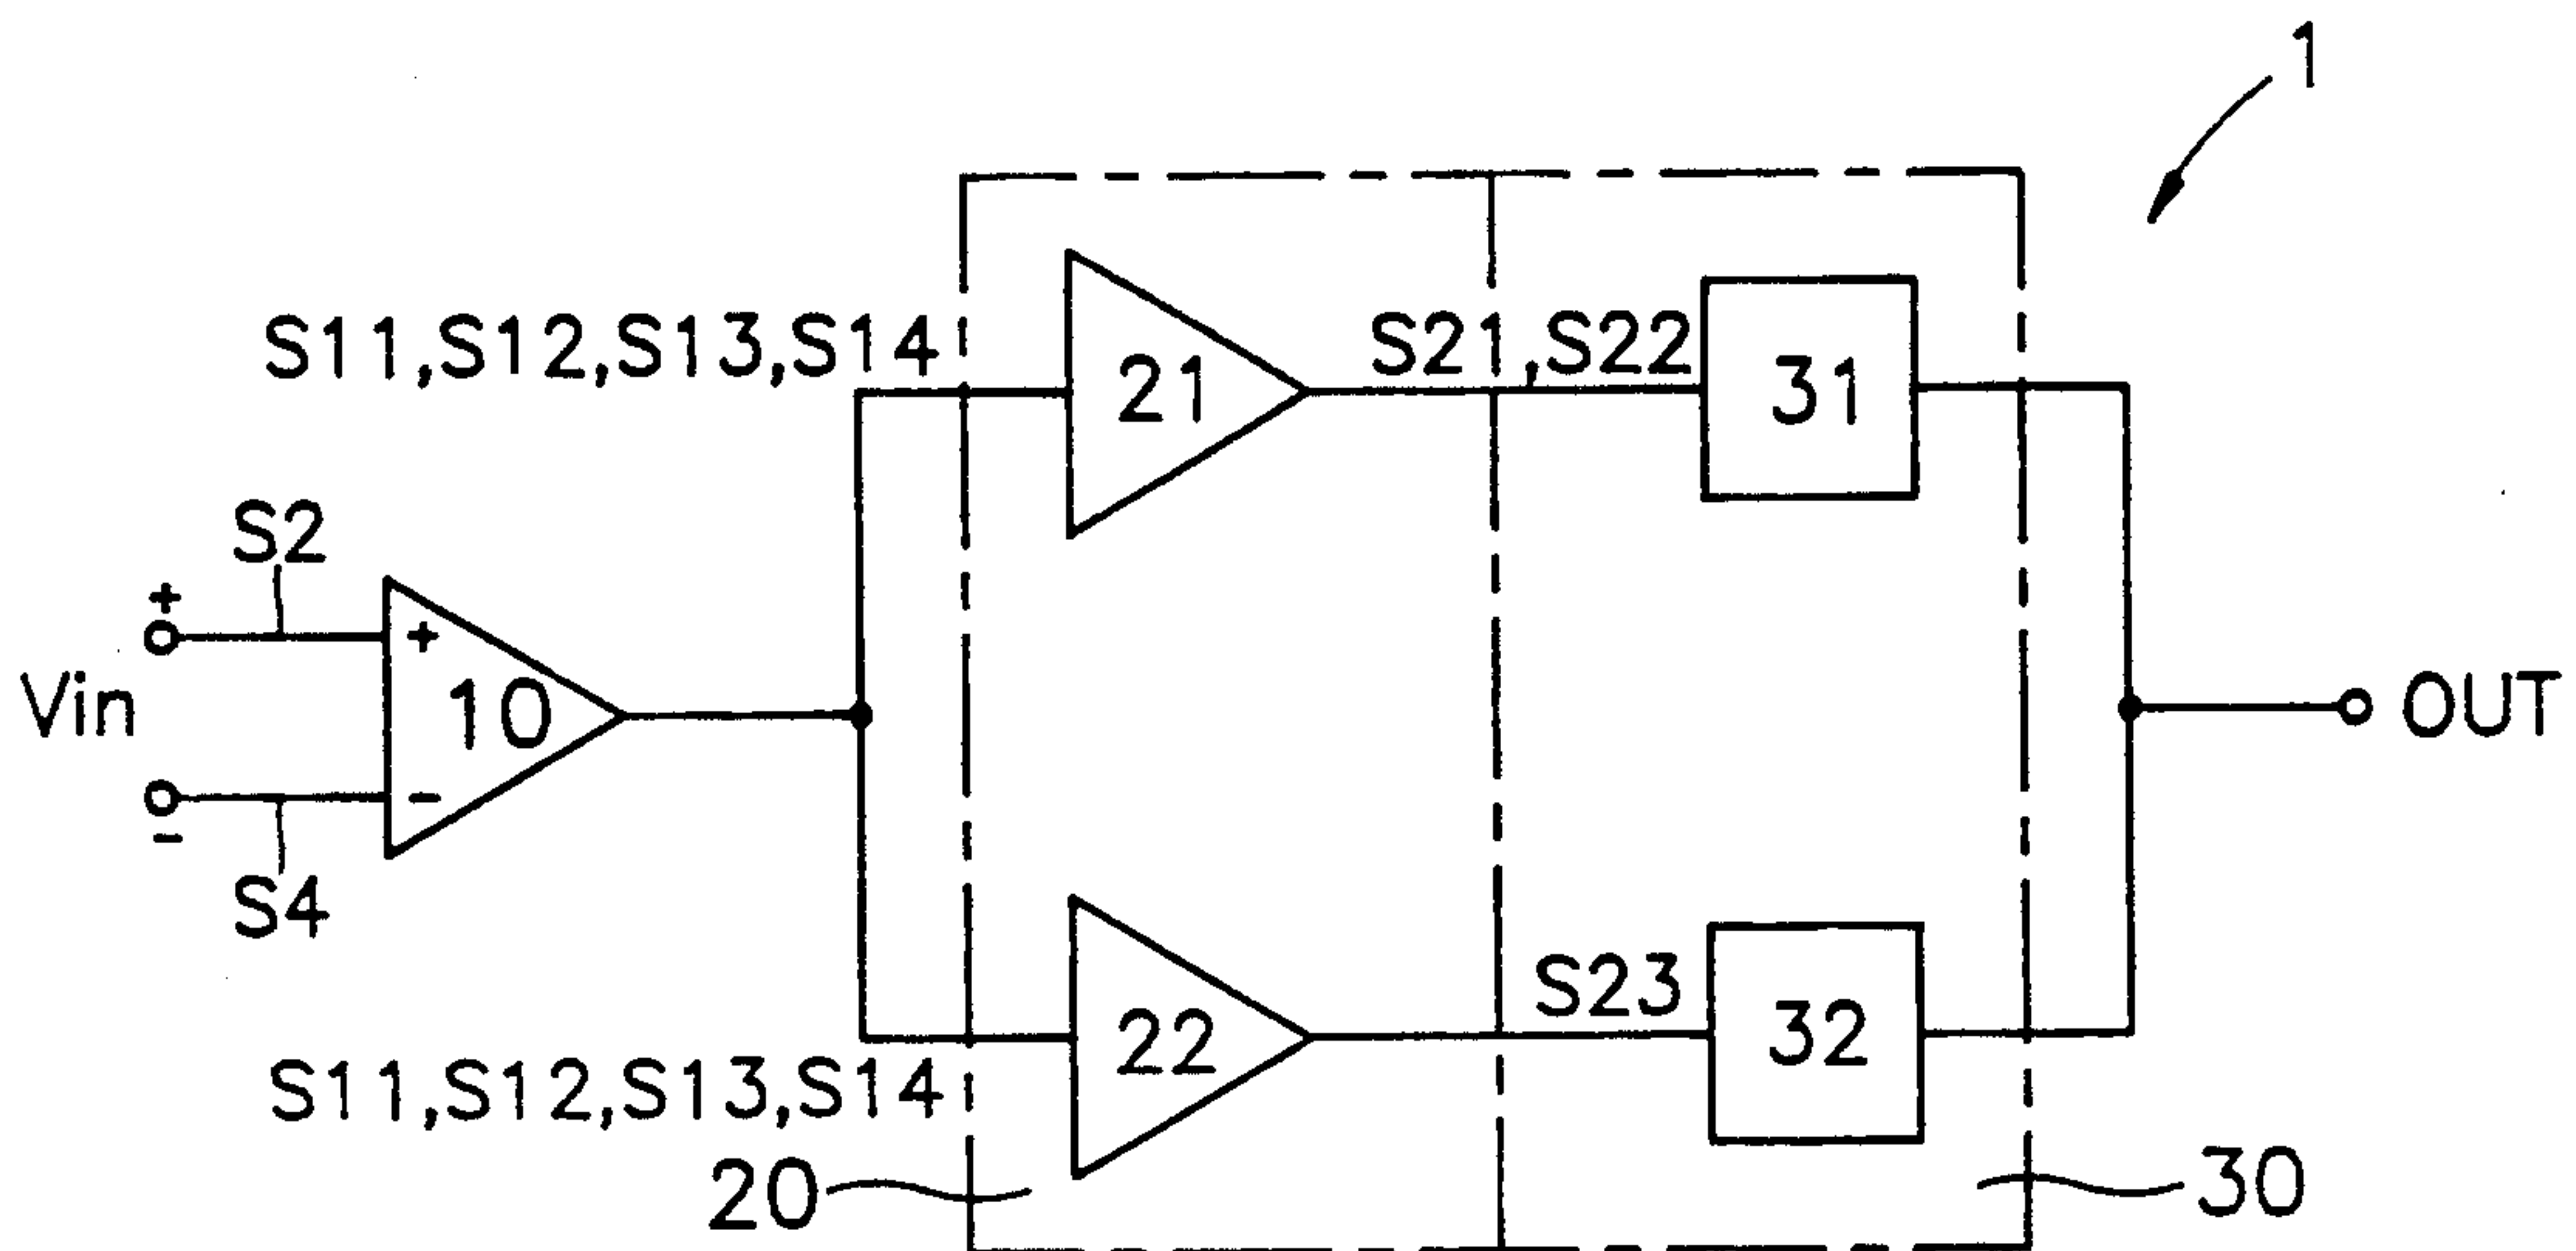 1
S11,S12,S13,S14
21
S21,S22
31
S2
+
+
Vin
10
OUT
-
-
S4
S23
22
32
S11,S12,S13,S14
20
30